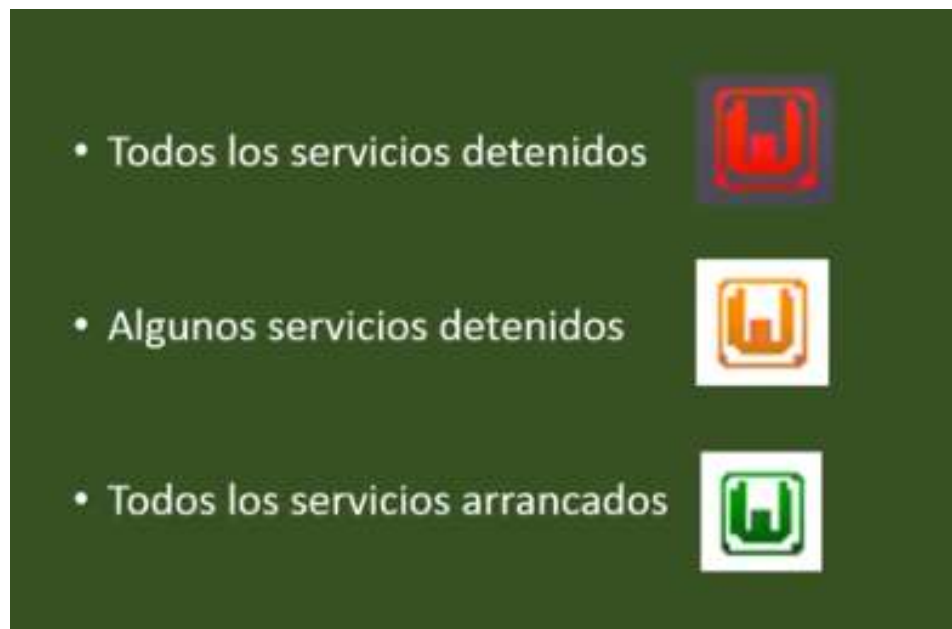 • Todos los servicios detenidos
• Algunos servicios detenidos
• Todos los servicios arrancados